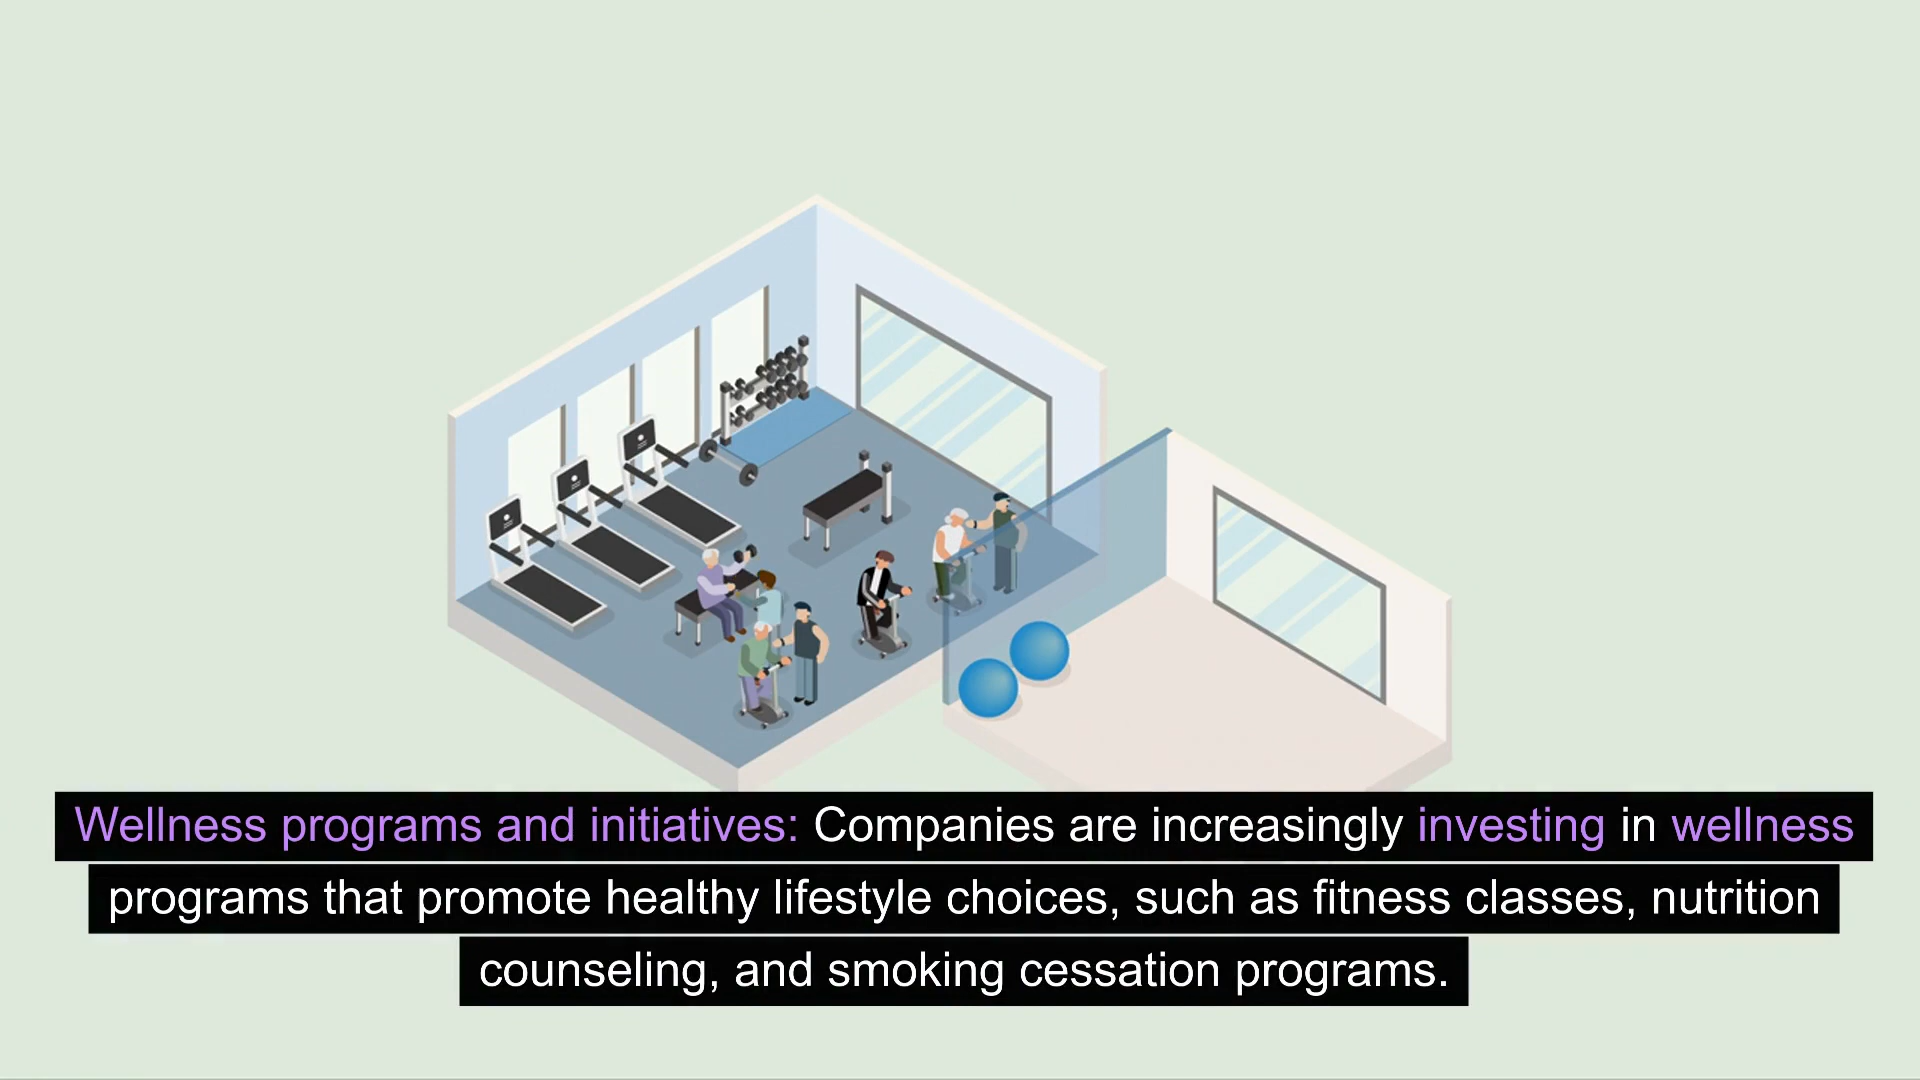 Wellness programs and initiatives: Companies are increasingly investing in wellness
programs that promote healthy lifestyle choices, such as fitness classes, nutrition
counseling, and smoking cessation programs.